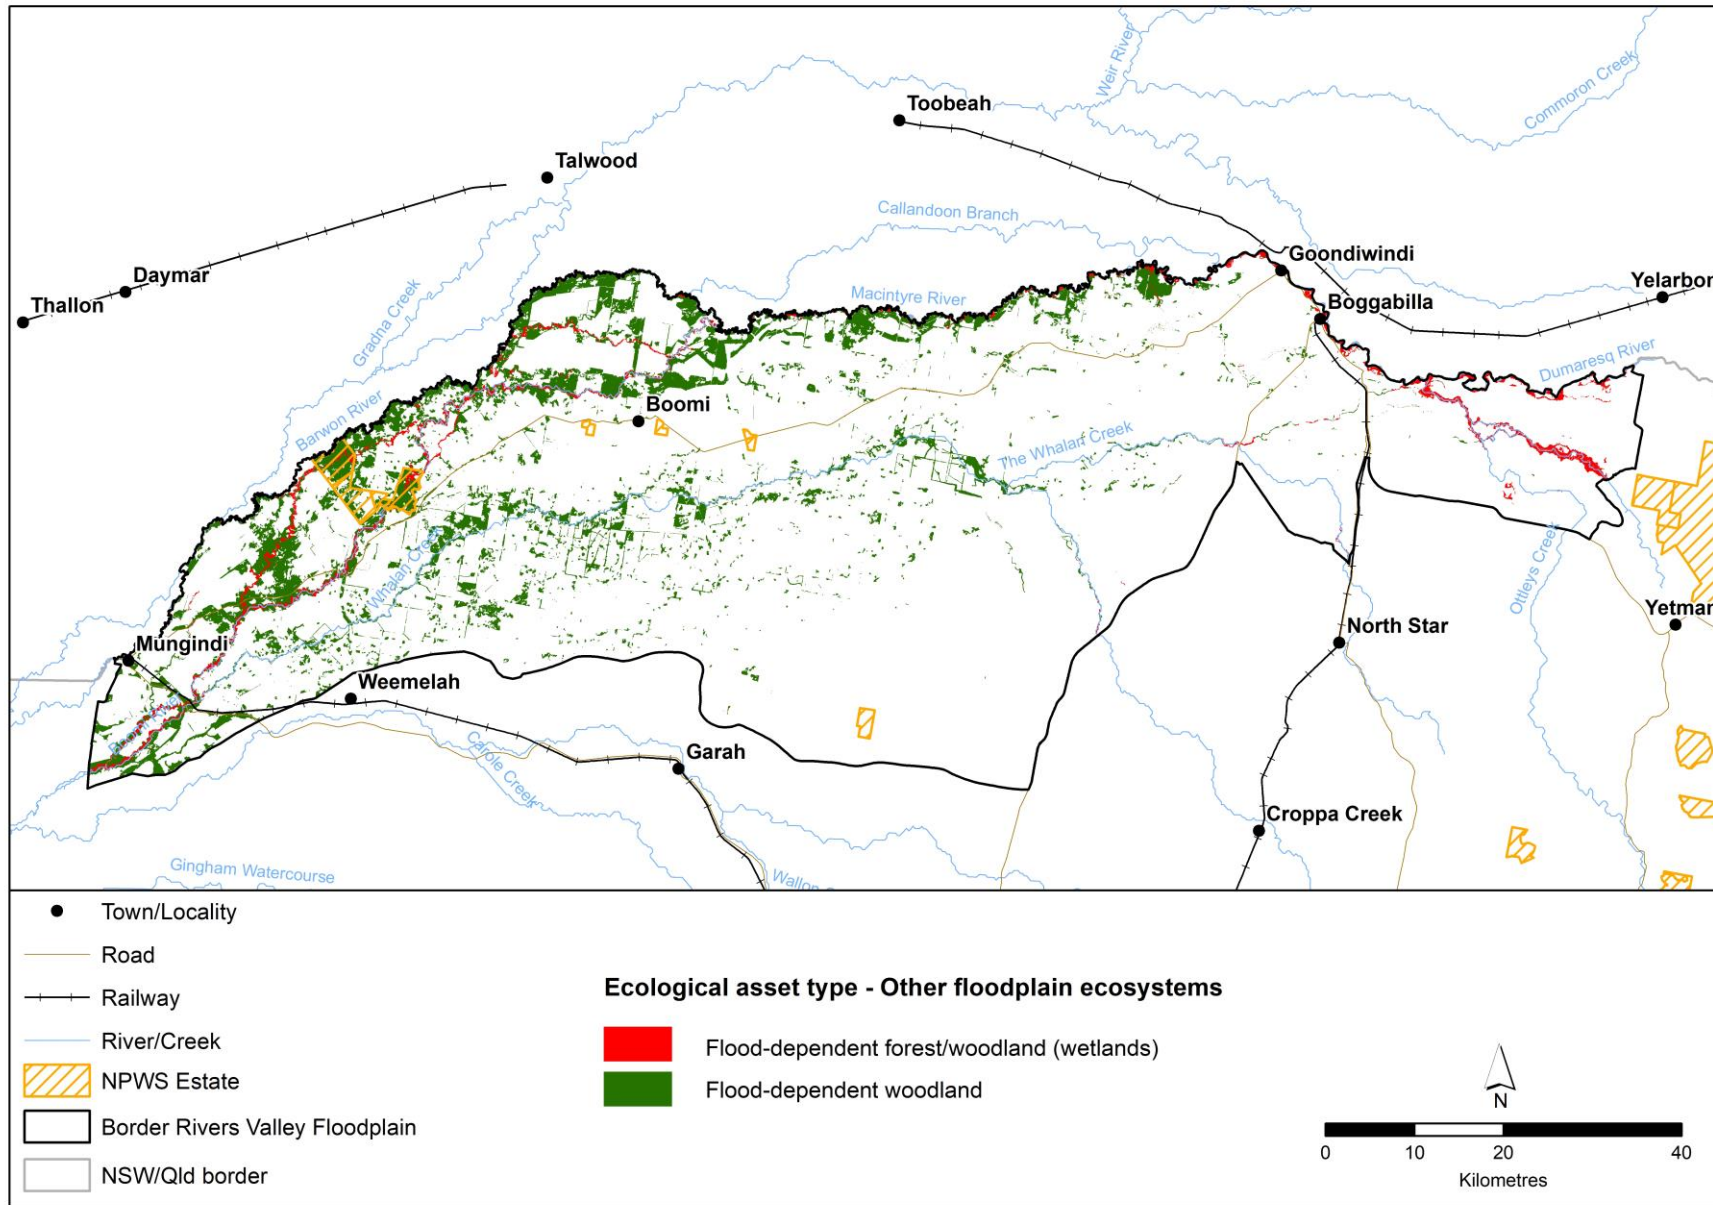 Weir River
Commoron Creek
Toobeah
Talwood
Callandoon Branch
Goondiwindi
Daymar
Yelarbon
Thallon
Macintyre River
Boggabilla
Gradna Creek
Dumaresq River
Boomi
Barwon River
The Whalan Creek
Whalan Creek
Ottleys Creek
Yetman
North Star
Mungindi
Weemelah
Garah
Carole Creek
Croppa Creek
Gingham Watercourse
Town/Locality
Road
Railway
River/Creek
NPWS Estate
Border Rivers Valley Floodplain
NSW/Qld border
Ecological asset type - Other floodplain ecosystems
Flood-dependent forest/woodland (wetlands)
Flood-dependent woodland
N
0 10 20 40
Kilometres